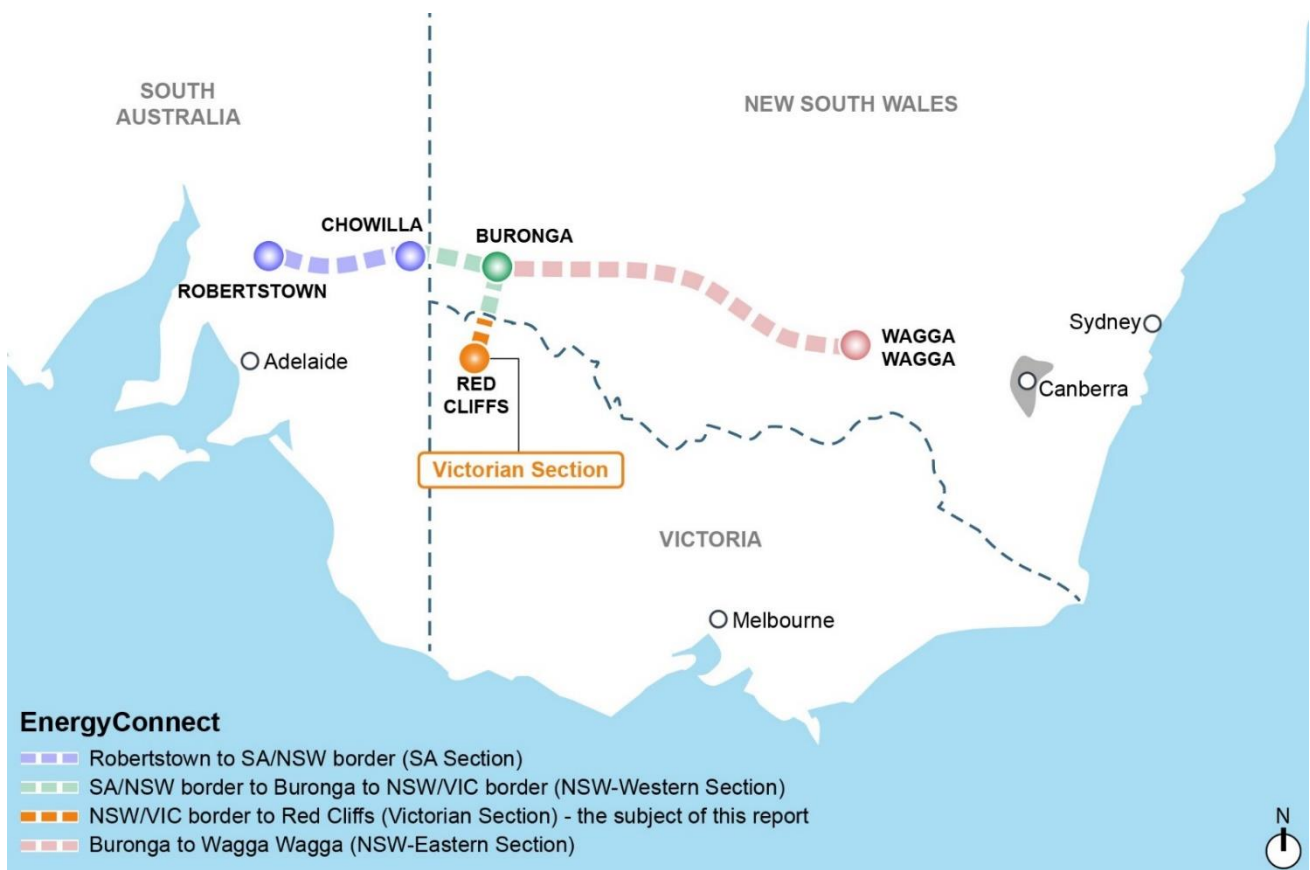 SOUTH
AUSTRALIA
NEW SOUTH WALES
CHOWILLA
BURONGA
ROBERTSTOWN
Sydney
WAGGA
WAGGA
Adelaide
RED
CLIFFS
Canberra
Victorian Section
VICTORIA
Melbourne
EnergyConnect
Robertstown to SA/NSW border (SA Section)
SA/NSW border to Buronga to NSW/VIC border (NSW-Western Section)
NSW/VIC border to Red Cliffs (Victorian Section) - the subject of this report
Buronga to Wagga Wagga (NSW-Eastern Section)
N